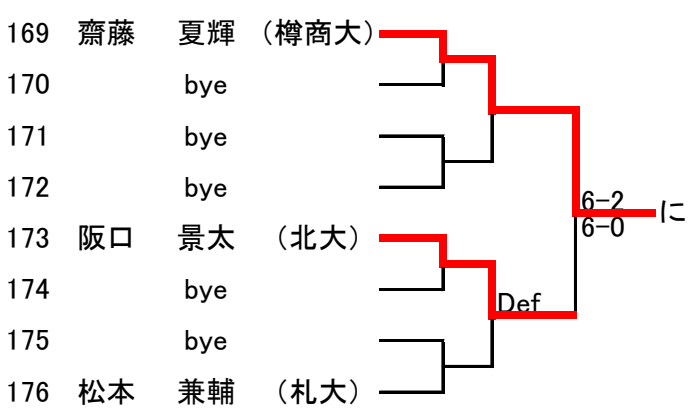 169 齋藤 夏輝 (樽商大)
170 bye
171 bye
172 bye
6-2
に
173 阪口 景太 (北大)
6-0
174 bye
Def
175 bye
176 松本 兼輔 (札大)